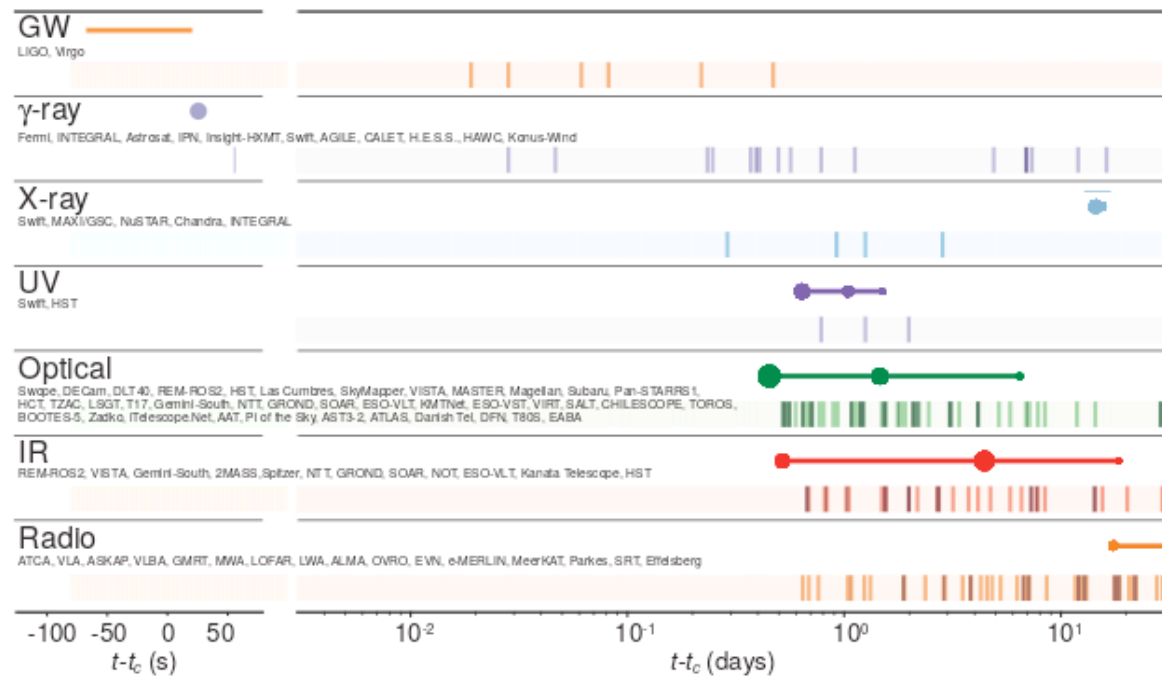 GW
LIGO, Virgo
γ-ray
Fermi, INTEGRAL, Astrosat, IPN, Insight-HXMT, Swift, AGILE, CALET, H.E.S.S., HAWC, Konus-Wind
X-ray
Swift, MAXI/GSC, NuSTAR, Chandra, INTEGRAL
UV
Swift, HST
Optical
Swope, DECam, DLT40, REM-ROS2, HST, Las Cumbres, SkyMapper, VISTA, MASTER, Magellan, Subaru, Pan-STARRS1,
HCT, TZAC, LSGT, T17, Gemini-South, NTT, GROND, SOAR, ESO-VLT, KMTNet, ESO-VST, VIRT, SALT, CHILESCOPE, TOROS,
BOOTES-5, Zadko, iTelescope.Net, AAT, Pi of the Sky, AST3-2, ATLAS, Danish Tel, DFN, T80S, EABA
IR
REM-ROS2, VISTA, Gemini-South, 2MASS,Spitzer, NTT, GROND, SOAR, NOT, ESO-VLT, Kanata Telescope, HST
Radio
ATCA, VLA, ASKAP, VLBA, GMRT, MWA, LOFAR, LWA, ALMA, OVRO, EVN, e-MERLIN, MeerKAT, Parkes, SRT, Effelsberg
-100 -50 0 50 10⁻² 10⁻¹ 10⁰ 10¹
t-t_c (s) t-t_c (days)